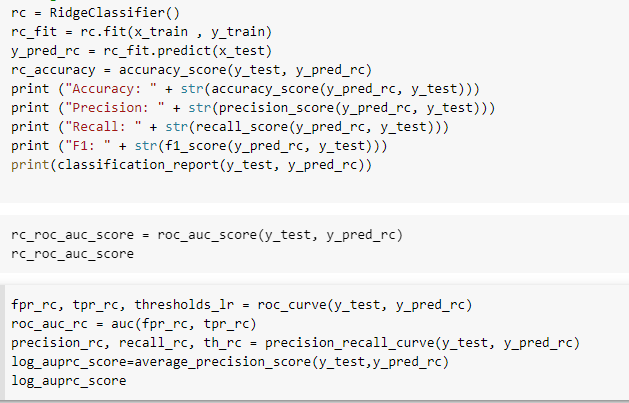 rc = RidgeClassifier()
rc_fit = rc.fit(x_train , y_train)
y_pred_rc = rc_fit.predict(x_test)
rc_accuracy = accuracy_score(y_test, y_pred_rc)
print ("Accuracy: " + str(accuracy_score(y_pred_rc, y_test)))
print ("Precision: " + str(precision_score(y_pred_rc, y_test)))
print ("Recall: " + str(recall_score(y_pred_rc, y_test)))
print ("F1: " + str(f1_score(y_pred_rc, y_test)))
print(classification_report(y_test, y_pred_rc))
rc_roc_auc_score = roc_auc_score(y_test, y_pred_rc)
rc_roc_auc_score
fpr_rc, tpr_rc, thresholds_lr = roc_curve(y_test, y_pred_rc)
roc_auc_rc = auc(fpr_rc, tpr_rc)
precision_rc, recall_rc, th_rc = precision_recall_curve(y_test, y_pred_rc)
log_auprc_score=average_precision_score(y_test,y_pred_rc)
log_auprc_score